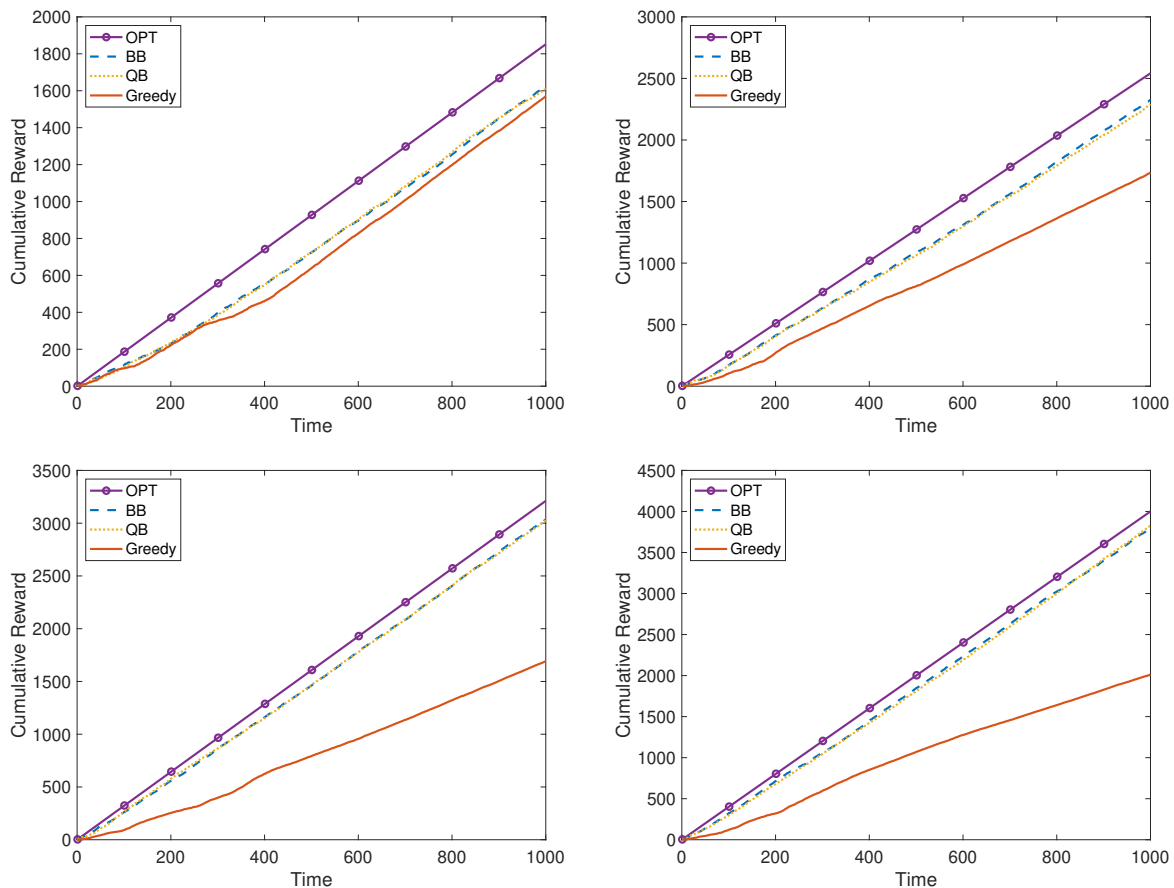 2000
1800
1600
1400
1200
1000
800
600
400
200
0
Cumulative Reward
OPT
BB
QB
Greedy
0 200 400 600 800 1000
Time
3000
2500
2000
1500
1000
500
0
Cumulative Reward
OPT
BB
QB
Greedy
0 200 400 600 800 1000
Time
3500
3000
2500
2000
1500
1000
500
0
Cumulative Reward
OPT
BB
QB
Greedy
0 200 400 600 800 1000
Time
4500
4000
3500
3000
2500
2000
1500
1000
500
0
Cumulative Reward
OPT
BB
QB
Greedy
0 200 400 600 800 1000
Time